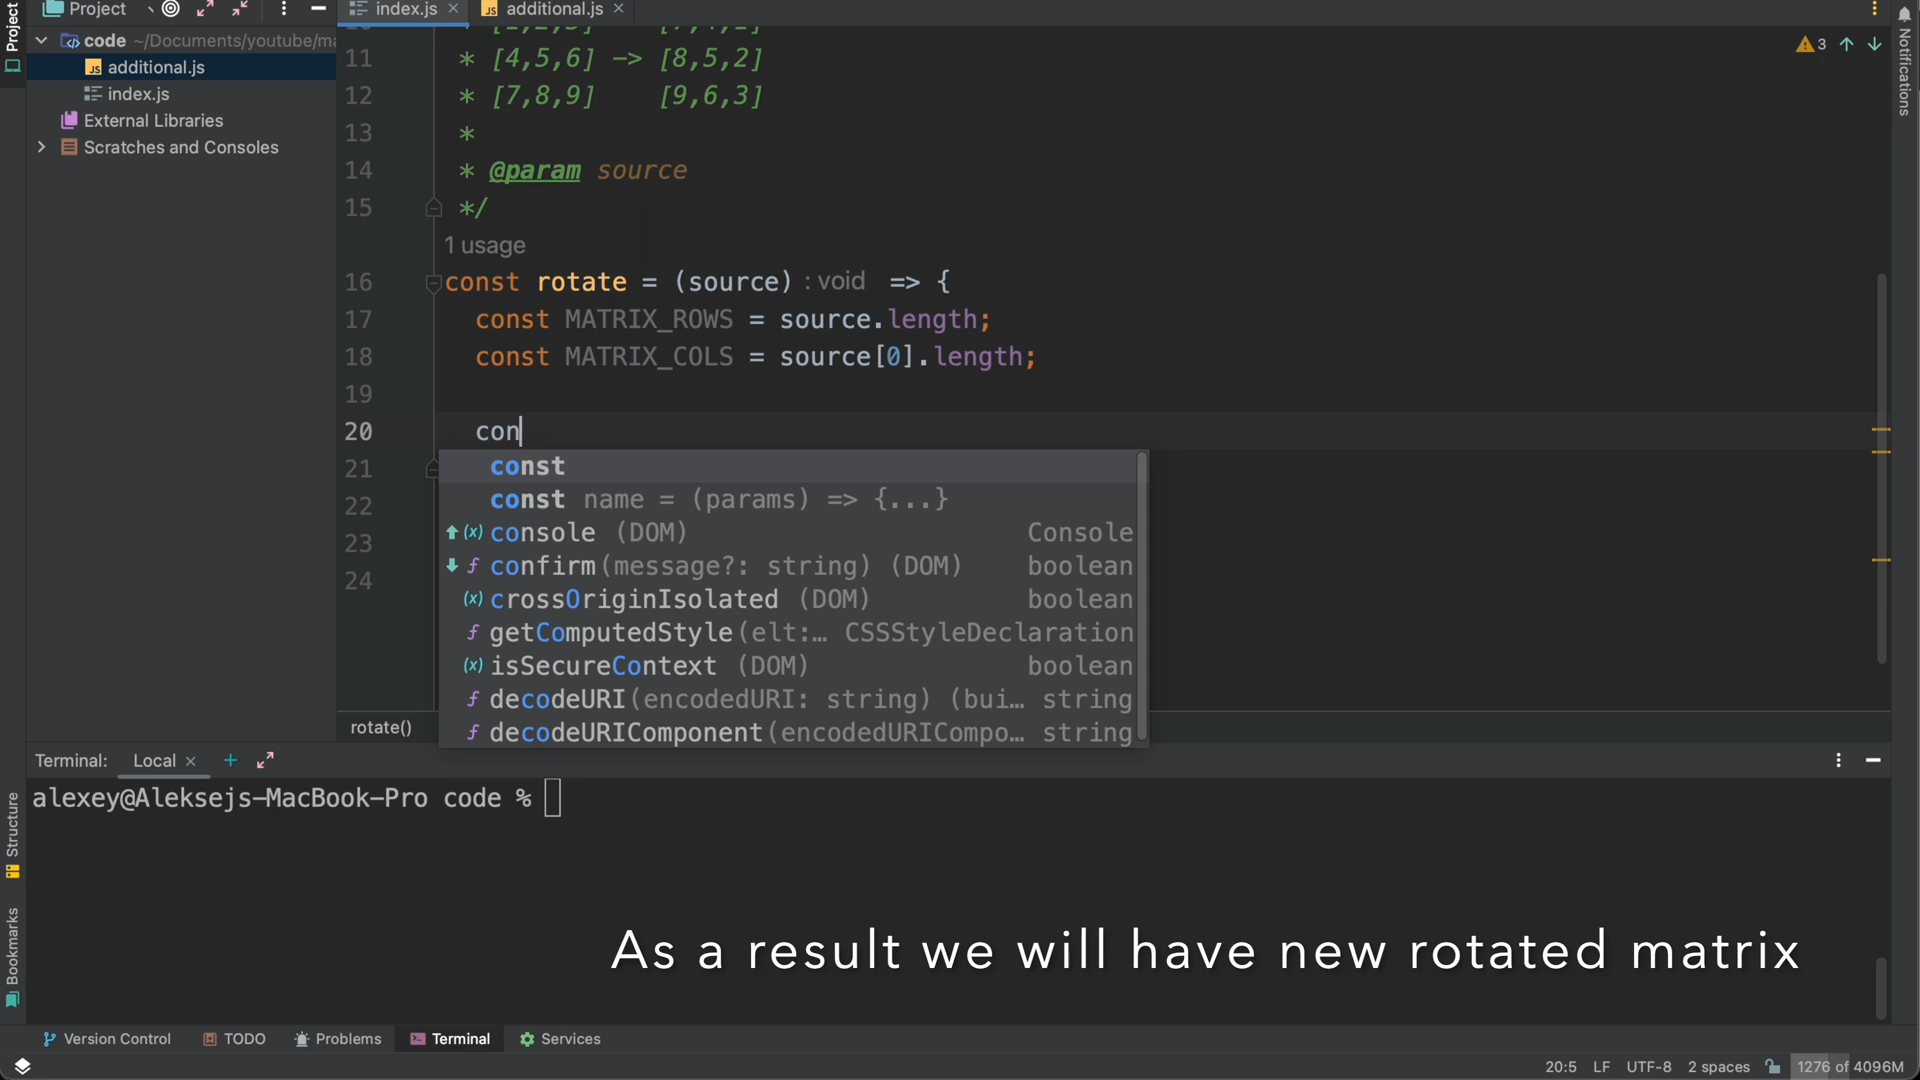 Project
index.js
additional.js
Project
code ~/Documents/youtube/ma
additional.js
index.js
External Libraries
Scratches and Consoles
3
Notifications
11 * [4,5,6] -> [8,5,2]
12 * [7,8,9] [9,6,3]
13 *
14 * @param source
15 */
1 usage
16 const rotate = (source) : void => {
17 const MATRIX_ROWS = source.length;
18 const MATRIX_COLS = source[0].length;
19
20 con
21
22
23
24
const
const name = (params) => {...}
console (DOM) Console
confirm(message?: string) (DOM) boolean
crossOriginIsolated (DOM) boolean
getComputedStyle(elt:… CSSStyleDeclaration
isSecureContext (DOM) boolean
decodeURI(encodedURI: string) (bui… string
decodeURIComponent(encodedURICompo… string
rotate()
Terminal: Local
alexey@Aleksejs-MacBook-Pro code %
Structure
Bookmarks
As a result we will have new rotated matrix
Version Control TODO Problems Terminal Services
20:5 LF UTF-8 2 spaces 1276 of 4096M